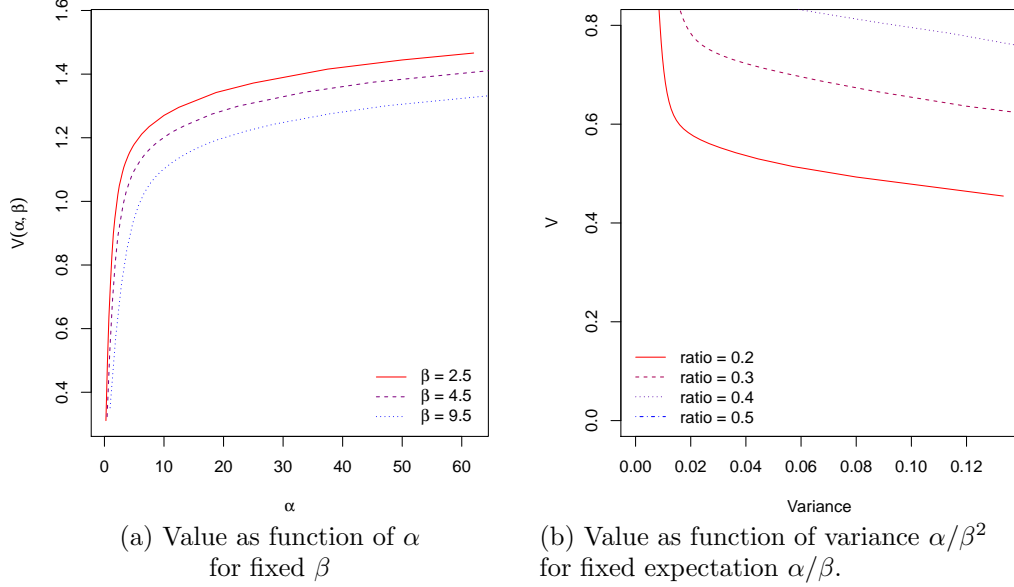 V(α, β)
0.4
0.6
0.8
1.0
1.2
1.4
1.6
β = 2.5
β = 4.5
β = 9.5
0 10 20 30 40 50 60
α
(a) Value as function of α
for fixed β
V
0.0
0.2
0.4
0.6
0.8
ratio = 0.2
ratio = 0.3
ratio = 0.4
ratio = 0.5
0.00 0.02 0.04 0.06 0.08 0.10 0.12
Variance
(b) Value as function of variance α/β²
for fixed expectation α/β.